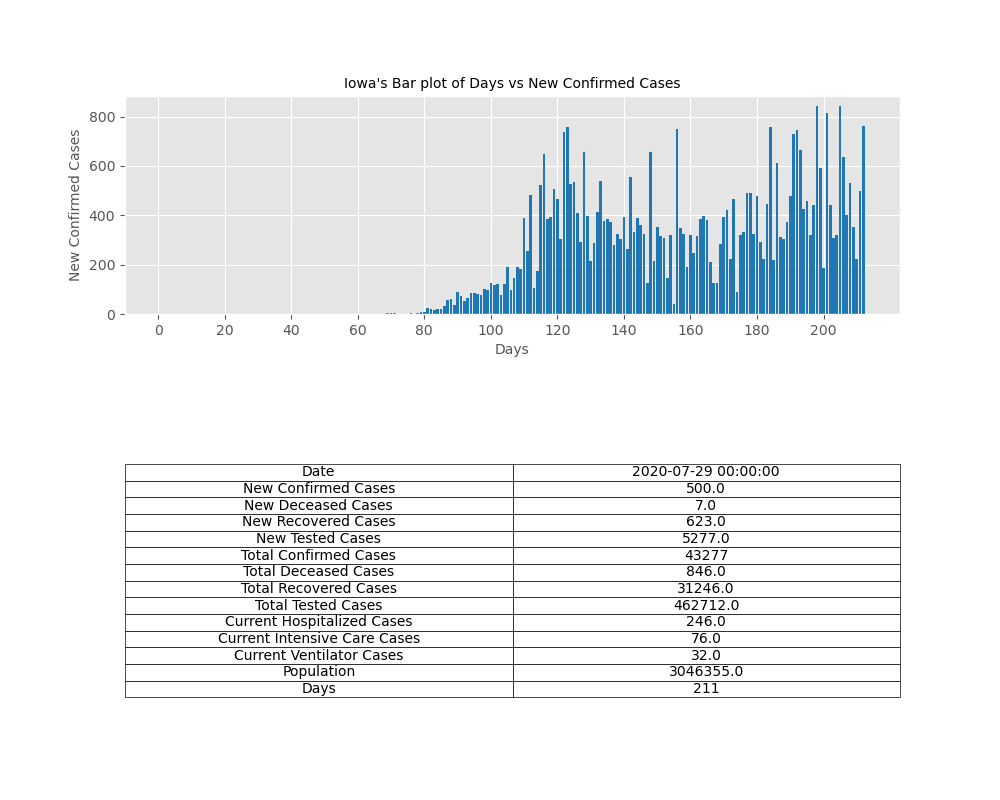 Iowa's Bar plot of Days vs New Confirmed Cases
800
600
400
200
0
New Confirmed Cases
0 20 40 60 80 100 120 140 160 180 200
Days
Date 2020-07-29 00:00:00
New Confirmed Cases 500.0
New Deceased Cases 7.0
New Recovered Cases 623.0
New Tested Cases 5277.0
Total Confirmed Cases 43277
Total Deceased Cases 846.0
Total Recovered Cases 31246.0
Total Tested Cases 462712.0
Current Hospitalized Cases 246.0
Current Intensive Care Cases 76.0
Current Ventilator Cases 32.0
Population 3046355.0
Days 211